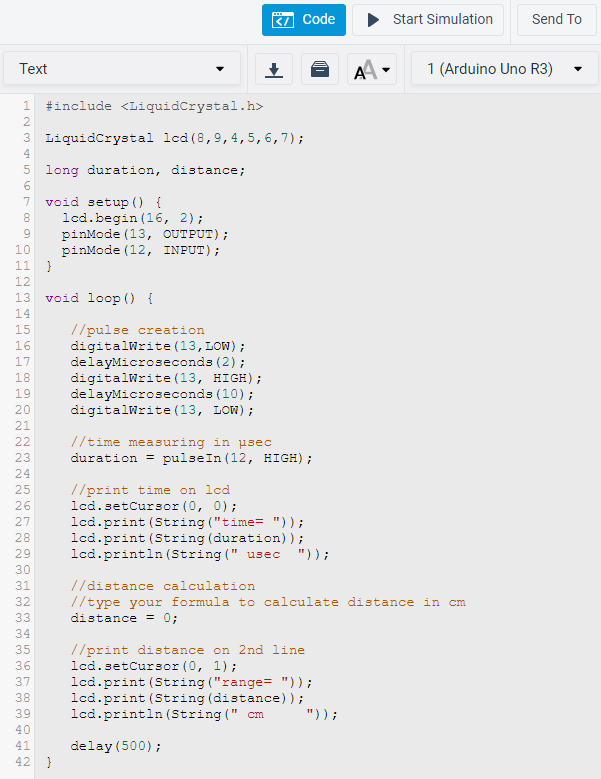 Code Start Simulation Send To
Text 1 (Arduino Uno R3)
1 #include <LiquidCrystal.h>
2
3 LiquidCrystal lcd(8,9,4,5,6,7);
4
5 long duration, distance;
6
7 void setup() {
8   lcd.begin(16, 2);
9   pinMode(13, OUTPUT);
10   pinMode(12, INPUT);
11 }
12
13 void loop() {
14
15    //pulse creation
16    digitalWrite(13,LOW);
17    delayMicroseconds(2);
18    digitalWrite(13, HIGH);
19    delayMicroseconds(10);
20    digitalWrite(13, LOW);
21
22    //time measuring in µsec
23    duration = pulseIn(12, HIGH);
24
25    //print time on lcd
26    lcd.setCursor(0, 0);
27    lcd.print(String("time= "));
28    lcd.print(String(duration));
29    lcd.println(String(" usec  "));
30
31    //distance calculation
32    //type your formula to calculate distance in cm
33    distance = 0;
34
35    //print distance on 2nd line
36    lcd.setCursor(0, 1);
37    lcd.print(String("range= "));
38    lcd.print(String(distance));
39    lcd.println(String(" cm     "));
40
41    delay(500);
42 }